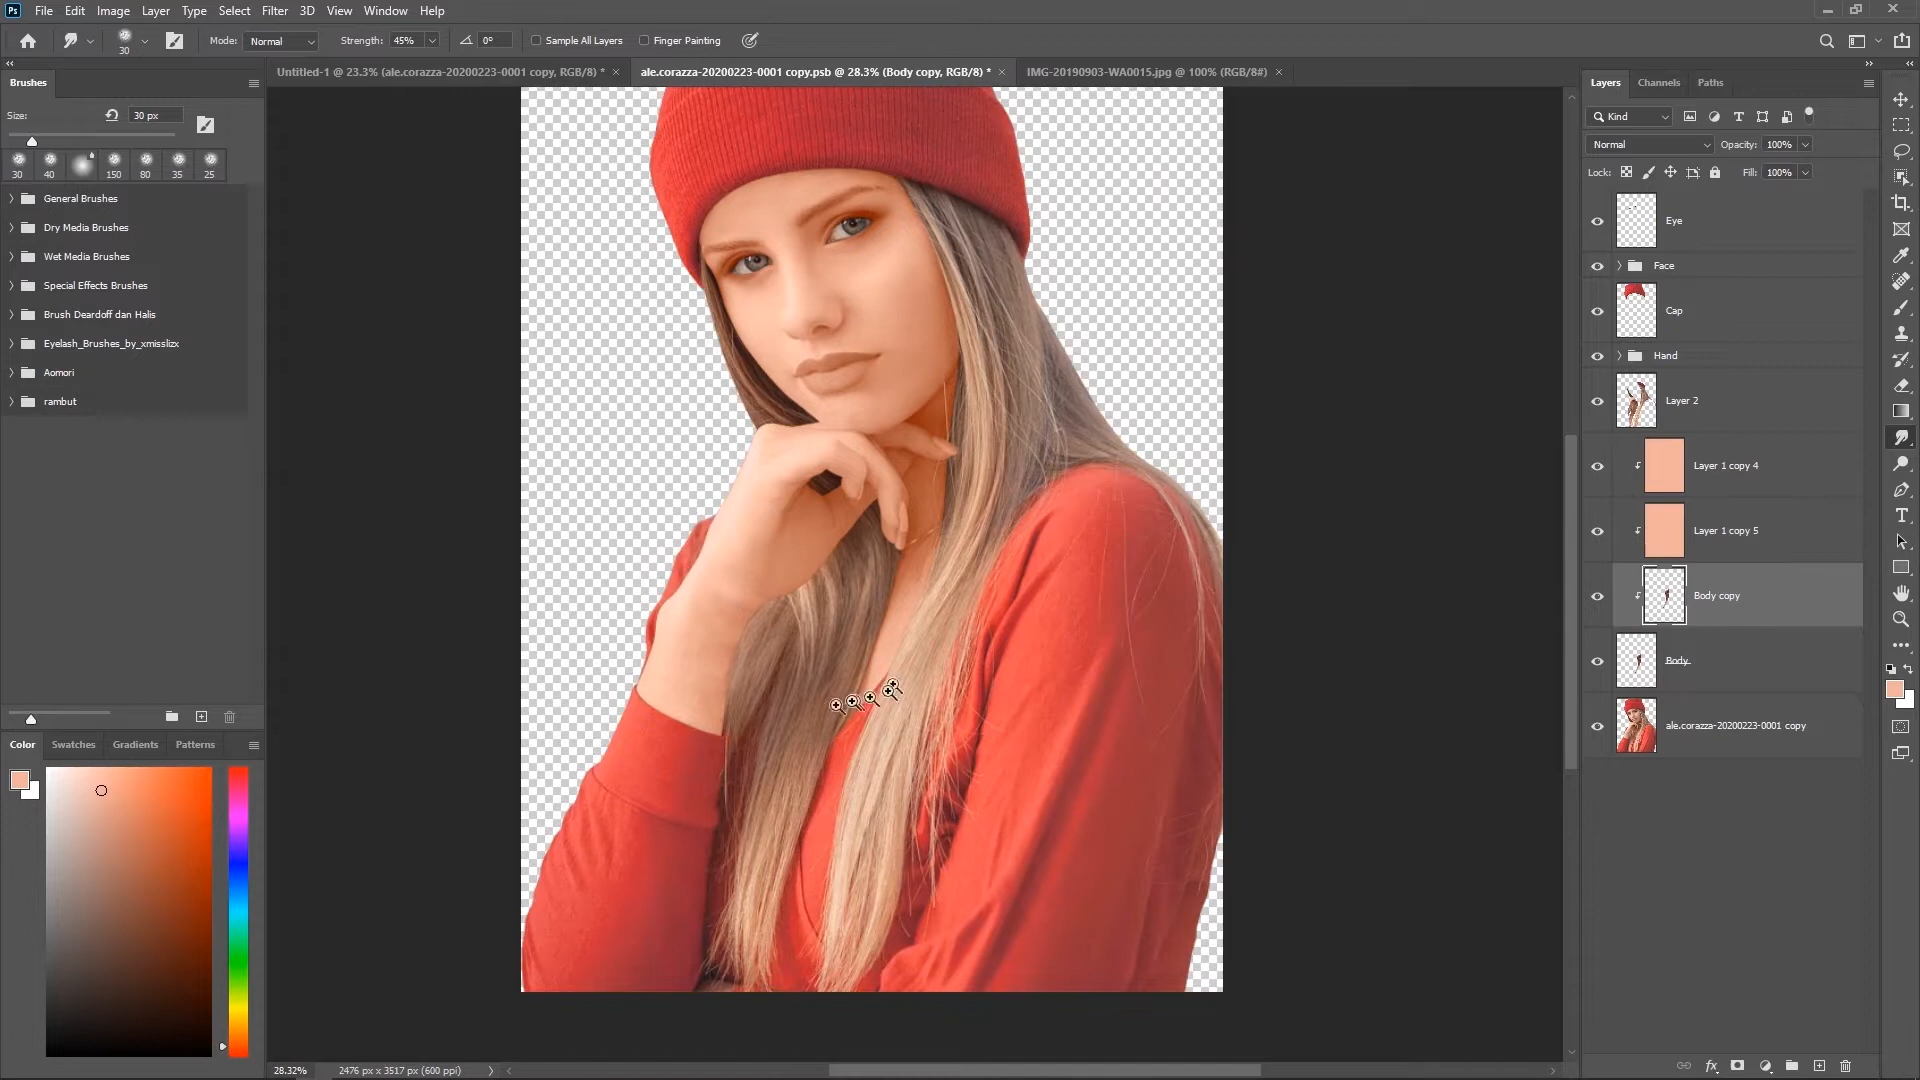 Ps File Edit Image Layer Type Select Filter 3D View Window Help
30 Mode: Normal Strength: 45% 0° Sample All Layers Finger Painting
Untitled-1 @ 23.3% (ale.corazza-20200223-0001 copy, RGB/8) * × ale.corazza-20200223-0001 copy.psb @ 28.3% (Body copy, RGB/8) * × IMG-20190903-WA0015.jpg @ 100% (RGB/8#) ×
Brushes
Size: 30 px
30 40 150 80 35 25
General Brushes
Dry Media Brushes
Wet Media Brushes
Special Effects Brushes
Brush Deardoff dan Halis
Eyelash_Brushes_by_xmisslizx
Aomori
rambut
Color Swatches Gradients Patterns
28.32% 2476 px x 3517 px (600 ppi)
Layers Channels Paths
Kind
Normal Opacity: 100%
Lock: Fill: 100%
Eye
Face
Cap
Hand
Layer 2
Layer 1 copy 4
Layer 1 copy 5
Body copy
Body
ale.corazza-20200223-0001 copy
fx